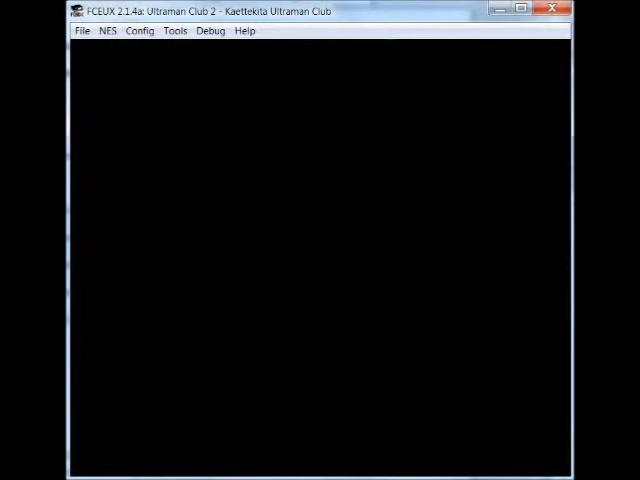 FCEUX 2.1.4a: Ultraman Club 2 - Kaettekita Ultraman Club
File NES Config Tools Debug Help